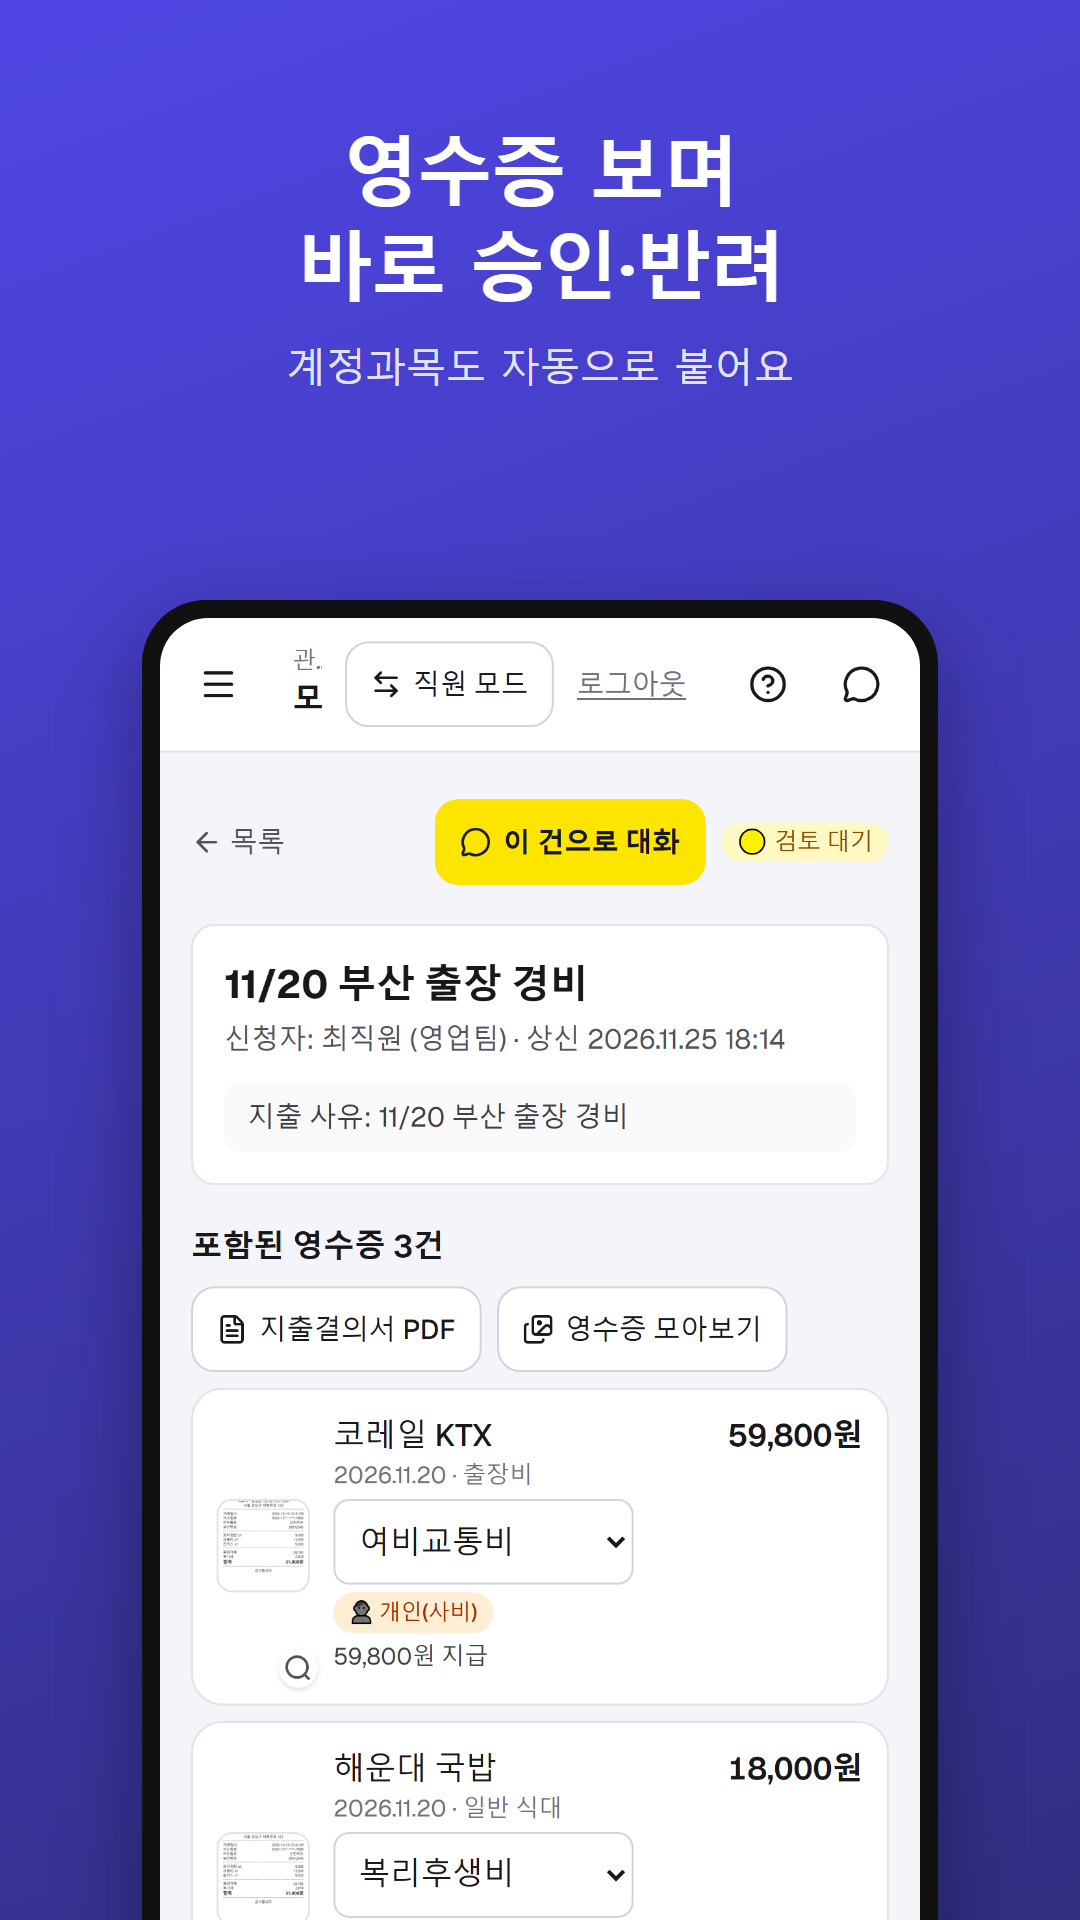 영수증 보며
바로 승인·반려
계정과목도 자동으로 붙어요
관..
모
직원 모드
로그아웃
목록
이 건으로 대화
검토 대기
11/20 부산 출장 경비
신청자: 최직원 (영업팀) · 상신 2026.11.25 18:14
지출 사유: 11/20 부산 출장 경비
포함된 영수증 3건
지출결의서 PDF
영수증 모아보기
코레일 KTX
59,800원
2026.11.20 · 출장비
여비교통비
개인(사비)
59,800원 지급
해운대 국밥
18,000원
2026.11.20 · 일반 식대
복리후생비